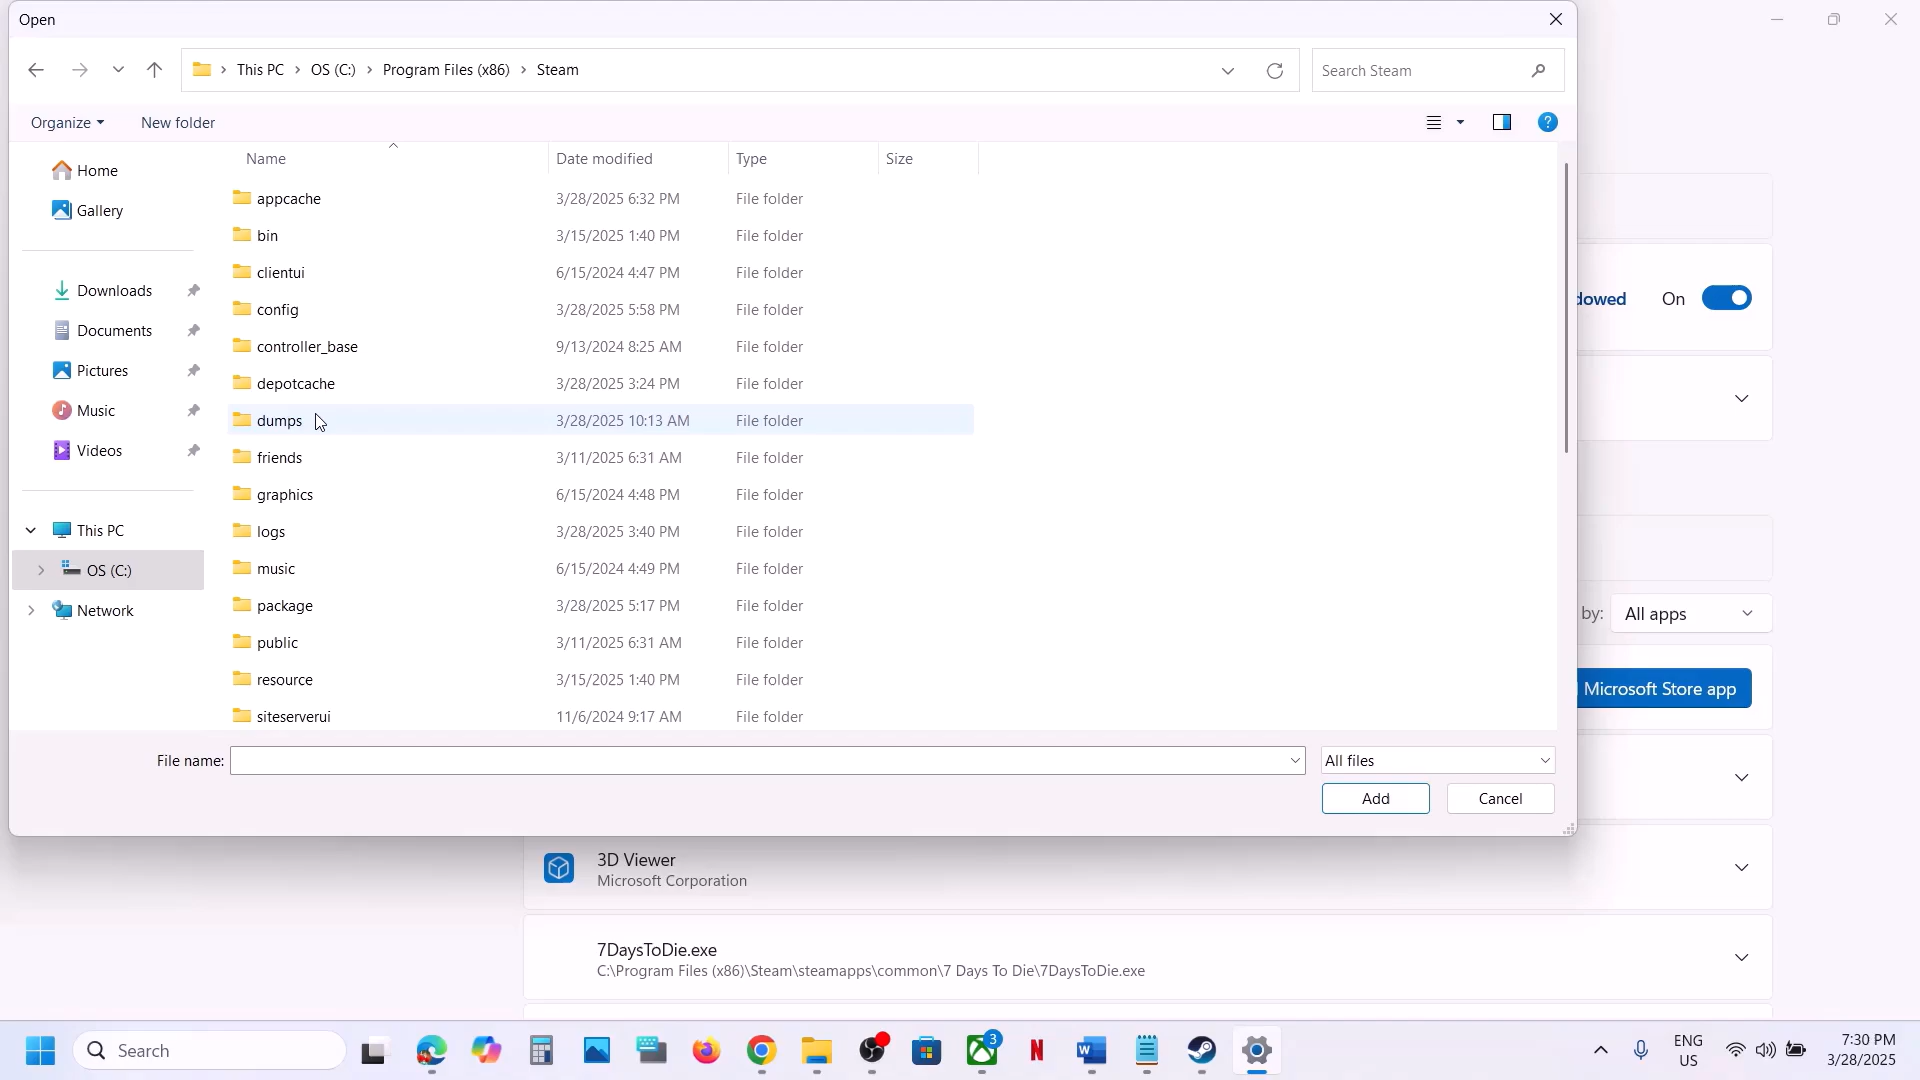 Open
This PC > OS (C:) > Program Files (x86) > Steam
Search Steam
Organize
New folder
Name
Date modified
Type
Size
Home
Gallery
Downloads
Documents
Pictures
Music
Videos
This PC
OS (C:)
Network
appcache 3/28/2025 6:32 PM File folder
bin 3/15/2025 1:40 PM File folder
clientui 6/15/2024 4:47 PM File folder
config 3/28/2025 5:58 PM File folder
controller_base 9/13/2024 8:25 AM File folder
depotcache 3/28/2025 3:24 PM File folder
dumps 3/28/2025 10:13 AM File folder
friends 3/11/2025 6:31 AM File folder
graphics 6/15/2024 4:48 PM File folder
logs 3/28/2025 3:40 PM File folder
music 6/15/2024 4:49 PM File folder
package 3/28/2025 5:17 PM File folder
public 3/11/2025 6:31 AM File folder
resource 3/15/2025 1:40 PM File folder
siteserverui 11/6/2024 9:17 AM File folder
File name:
All files
Add
Cancel
dowed On
by: All apps
Microsoft Store app
3D Viewer
Microsoft Corporation
7DaysToDie.exe
C:\Program Files (x86)\Steam\steamapps\common\7 Days To Die\7DaysToDie.exe
Search
3
ENG
US
7:30 PM
3/28/2025